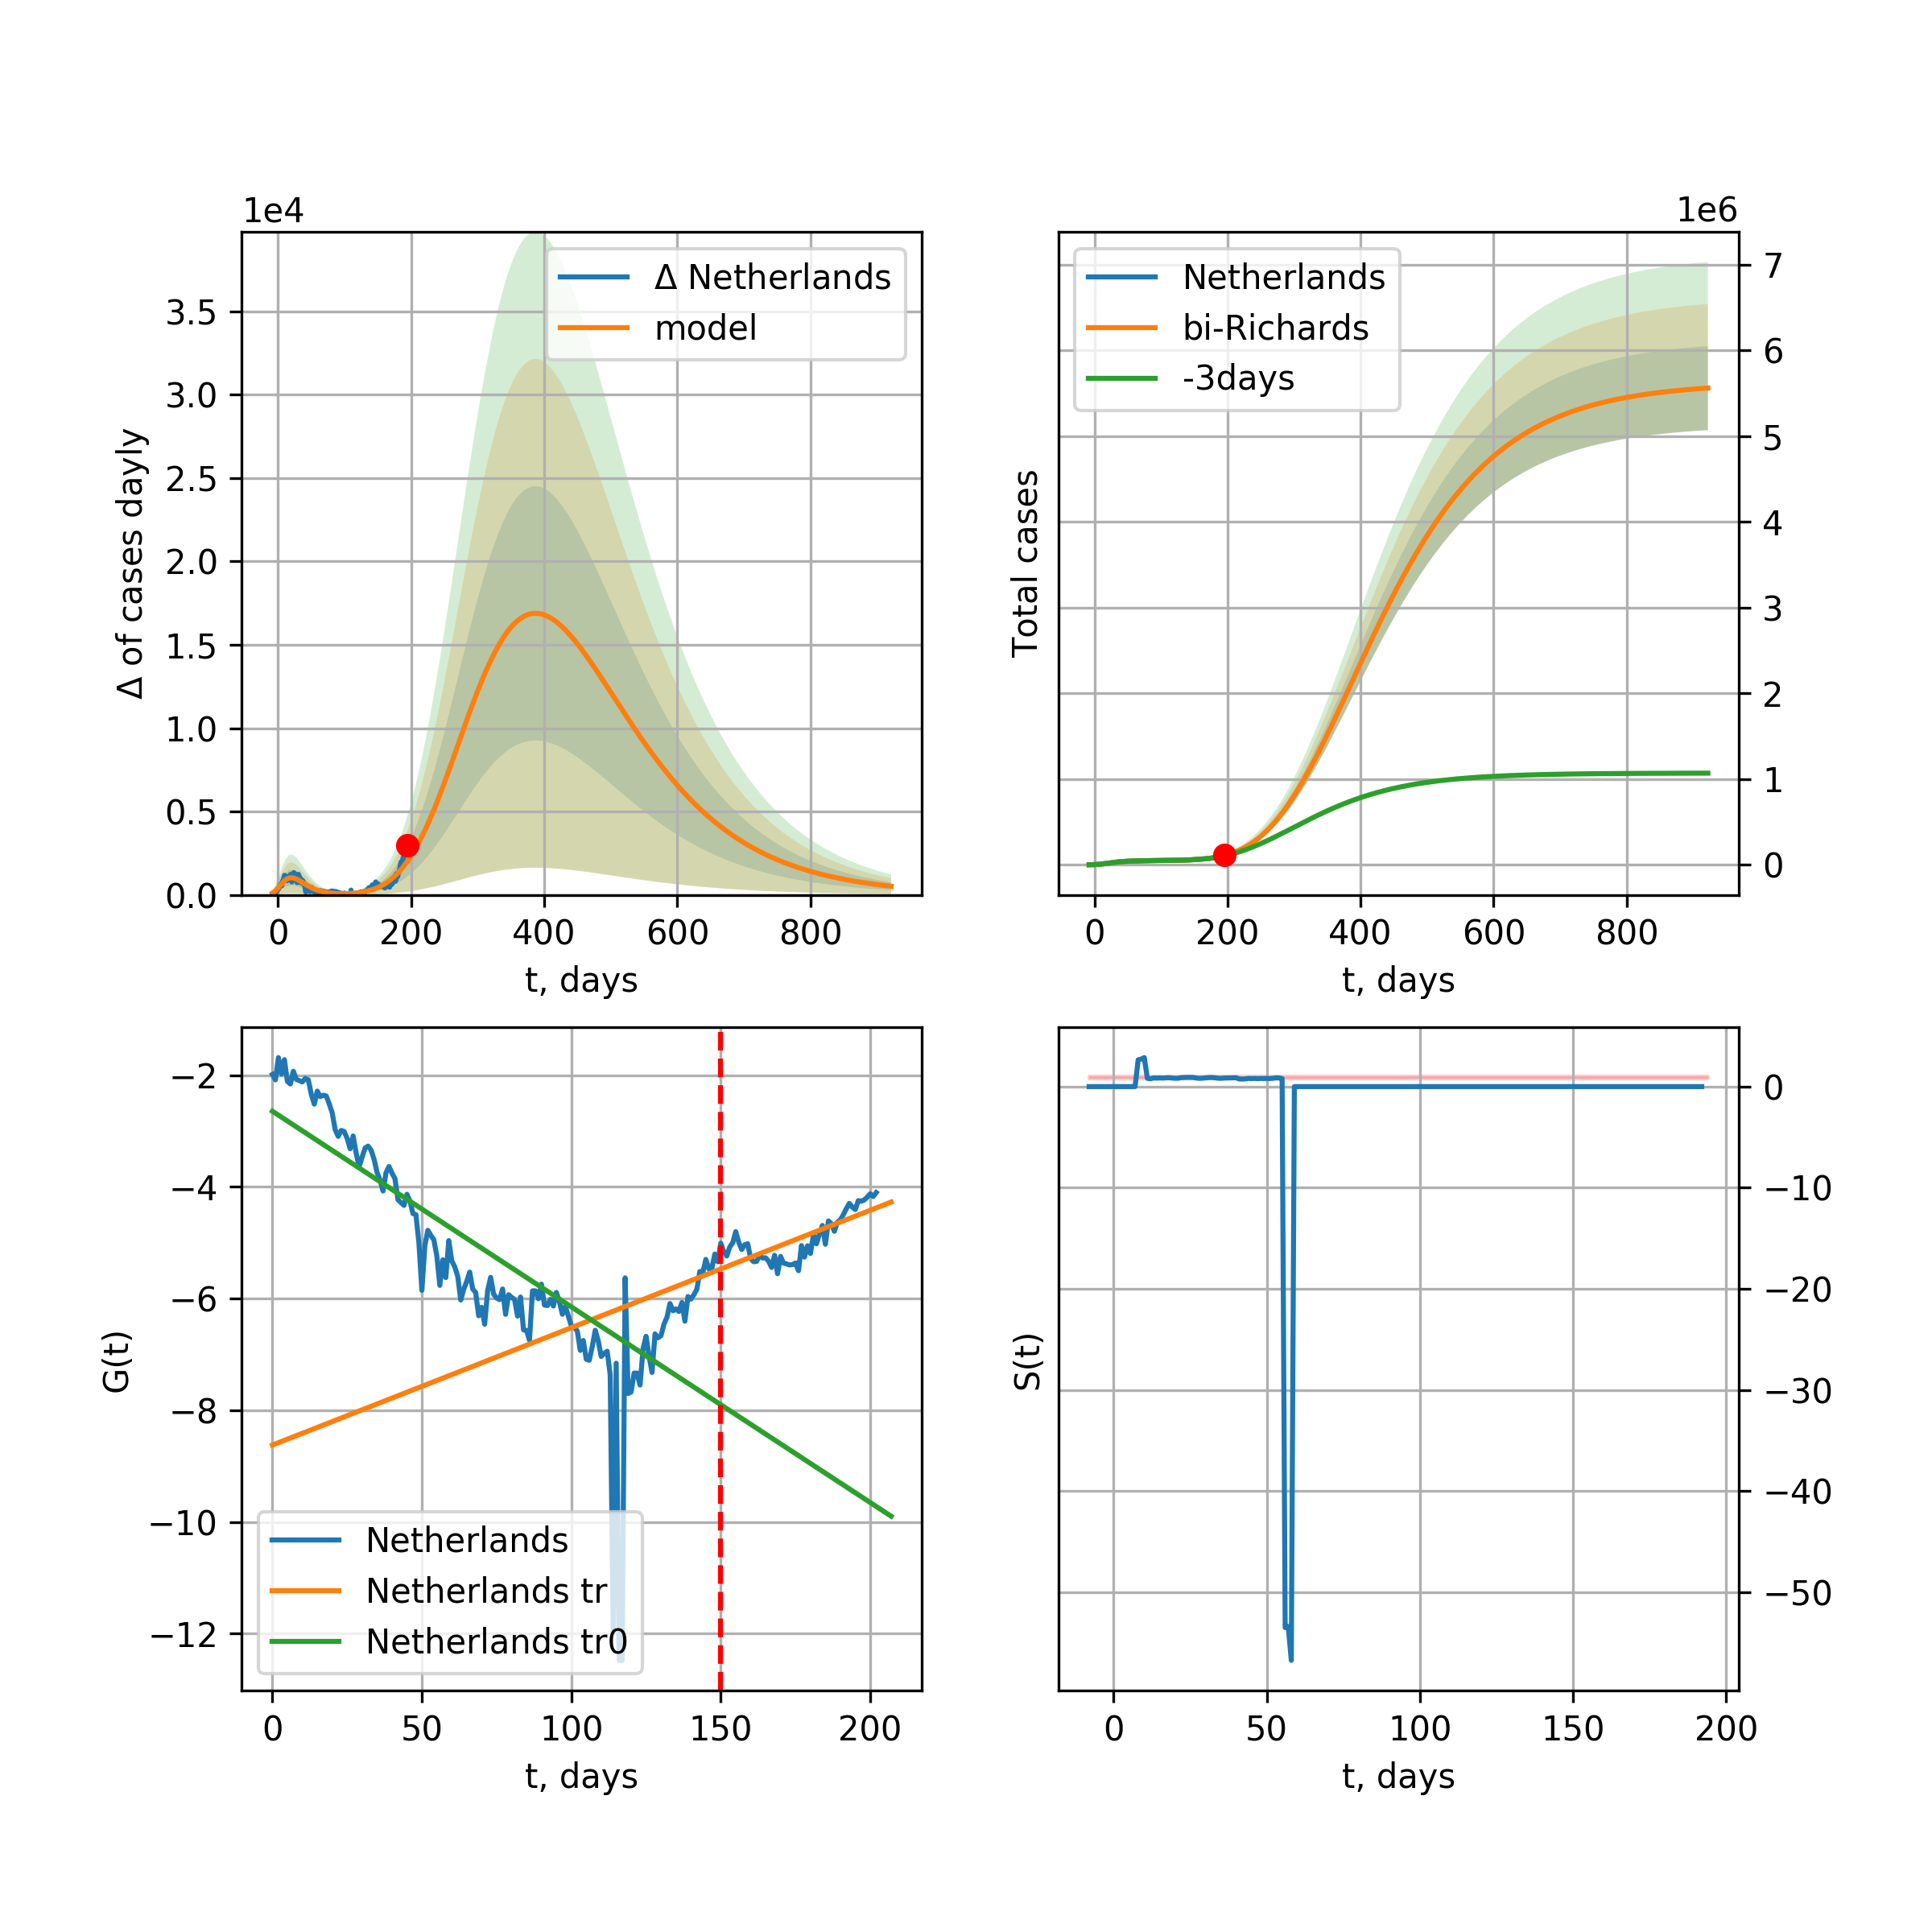 1e4
Δ Netherlands
model
3.5
3.0
2.5
2.0
1.5
1.0
0.5
0.0
Δ of cases dayly
0 200 400 600 800
t, days
1e6
Netherlands
bi-Richards
-3days
7
6
5
4
3
2
1
0
Total cases
0 200 400 600 800
t, days
−2
−4
−6
−8
−10
−12
G(t)
Netherlands
Netherlands tr
Netherlands tr0
0 50 100 150 200
t, days
0
−10
−20
−30
−40
−50
S(t)
0 50 100 150 200
t, days